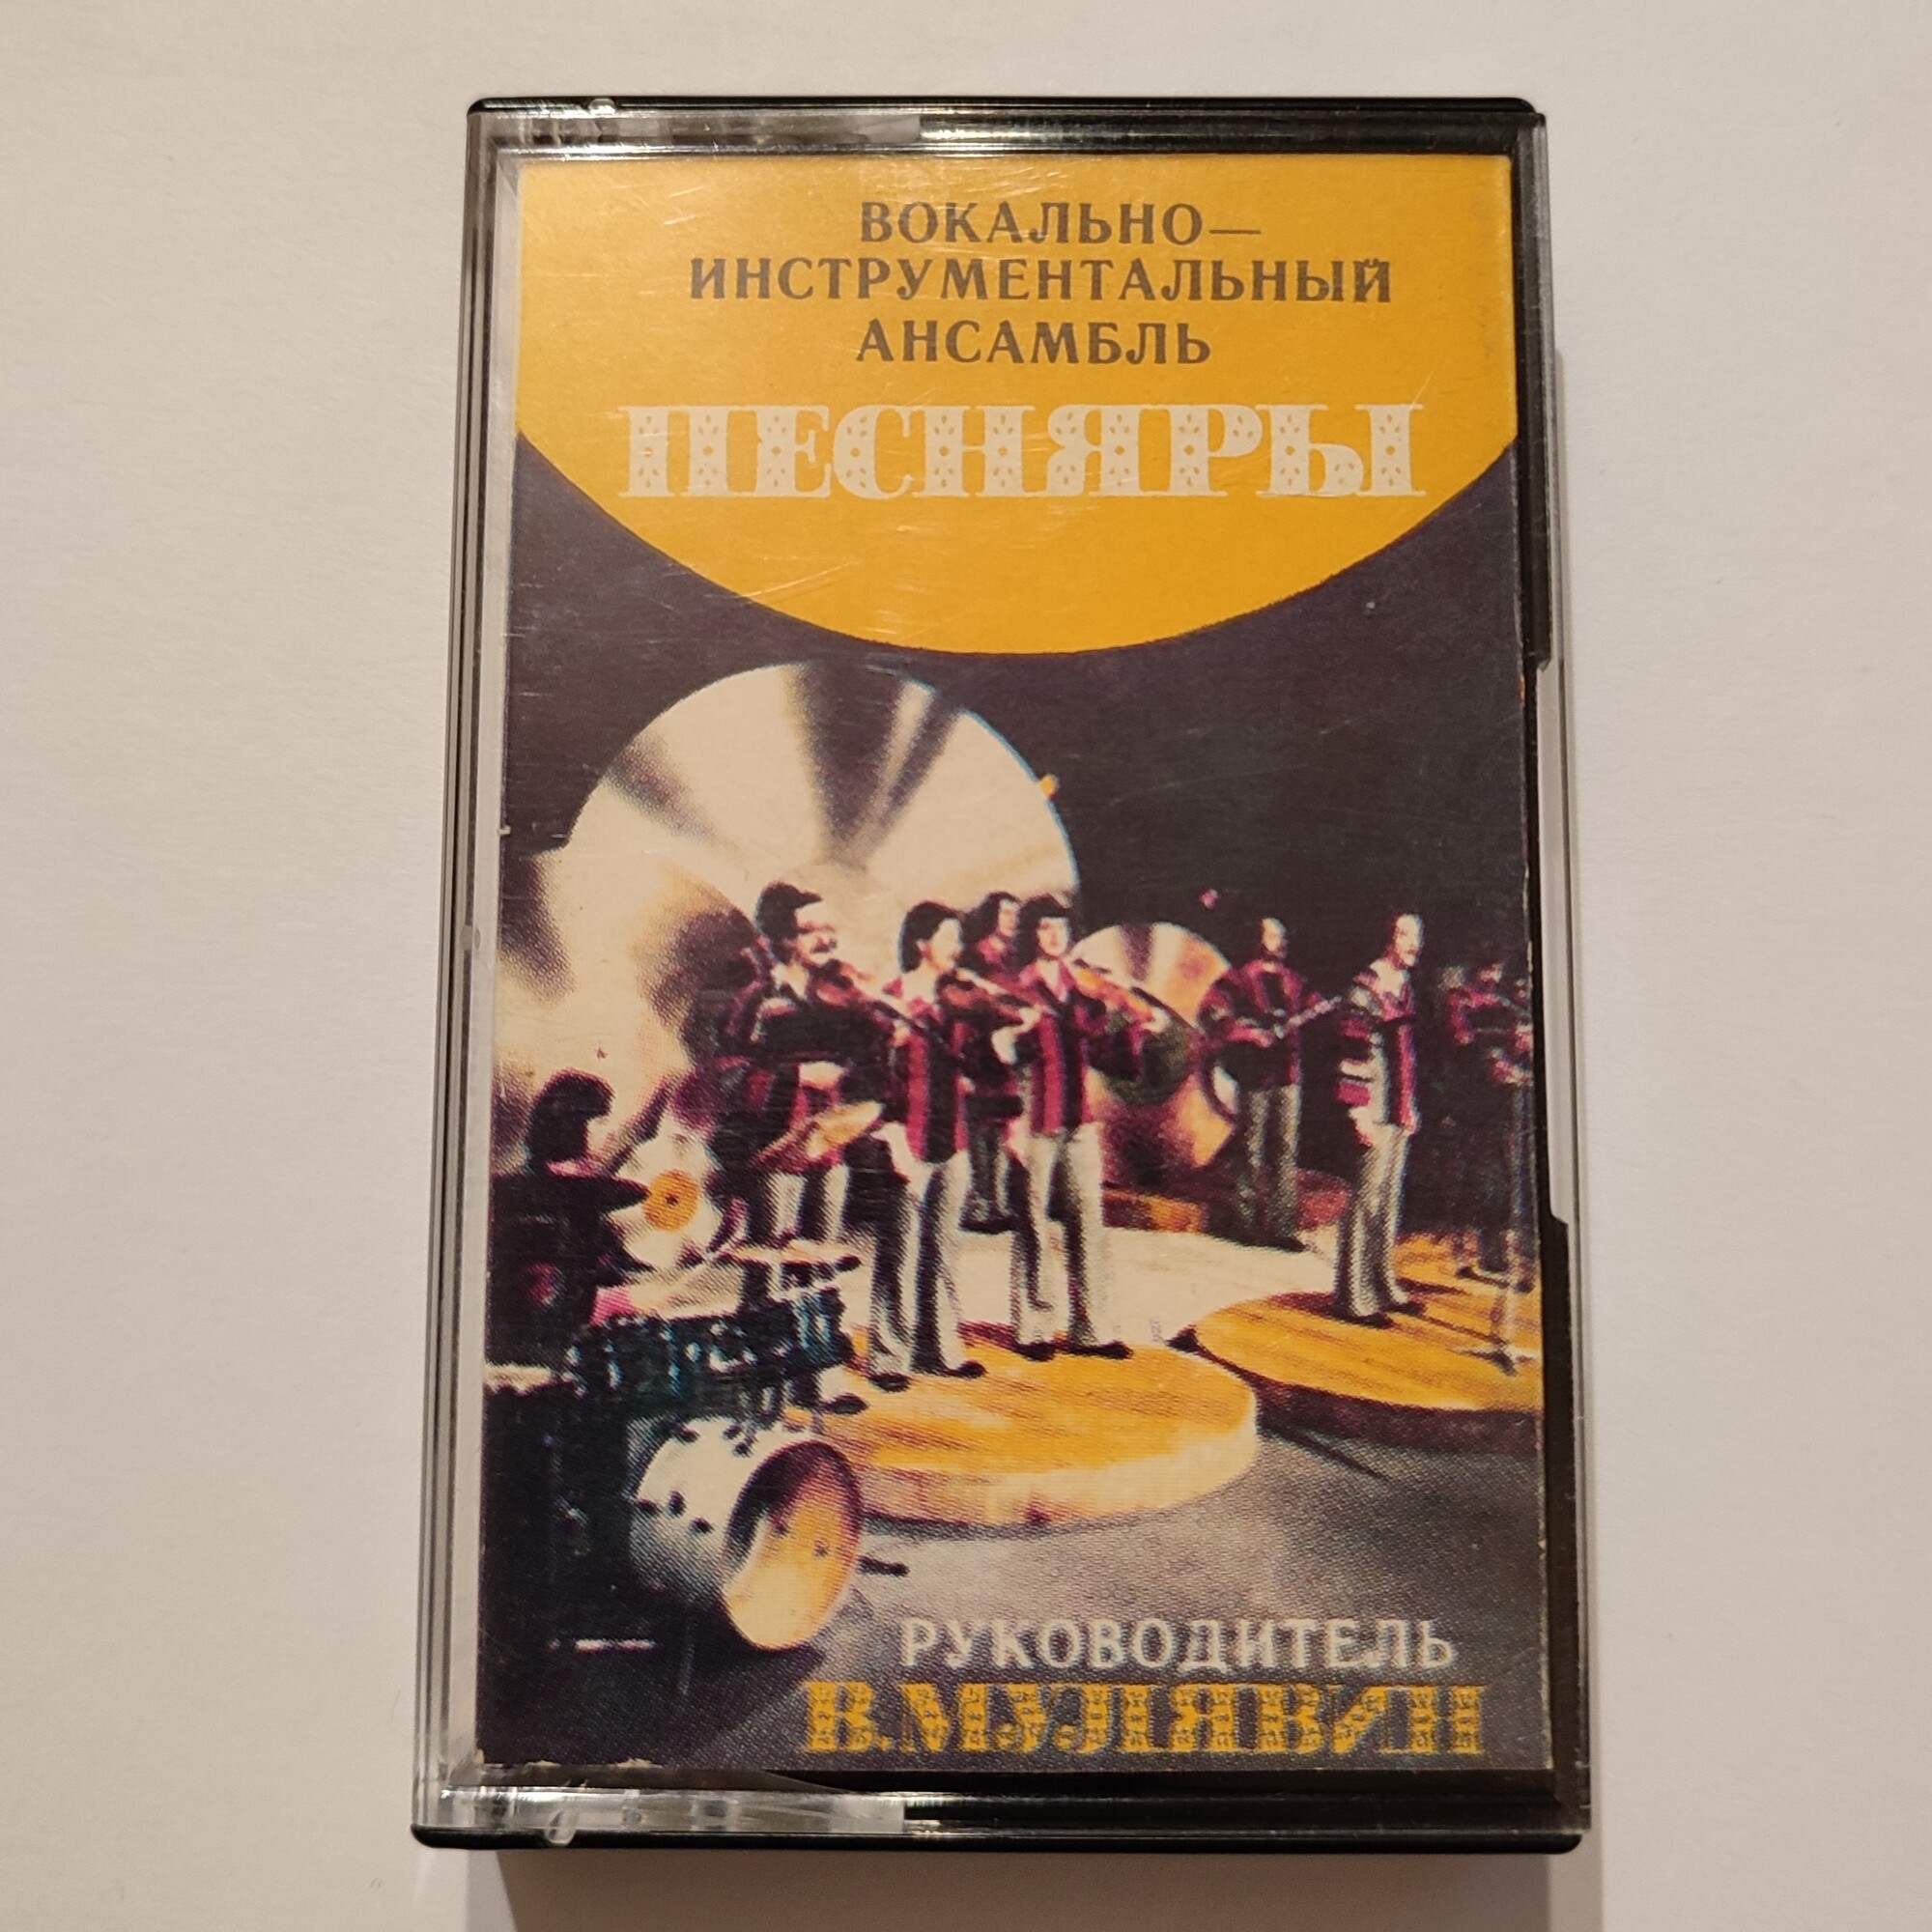 ВОКАЛЬНО—
ИНСТРУМЕНТАЛЬНЫЙ
АНСАМБЛЬ
ПЕСНЯРЫ
РУКОВОДИТЕЛЬ
В.МУЛЯВИН